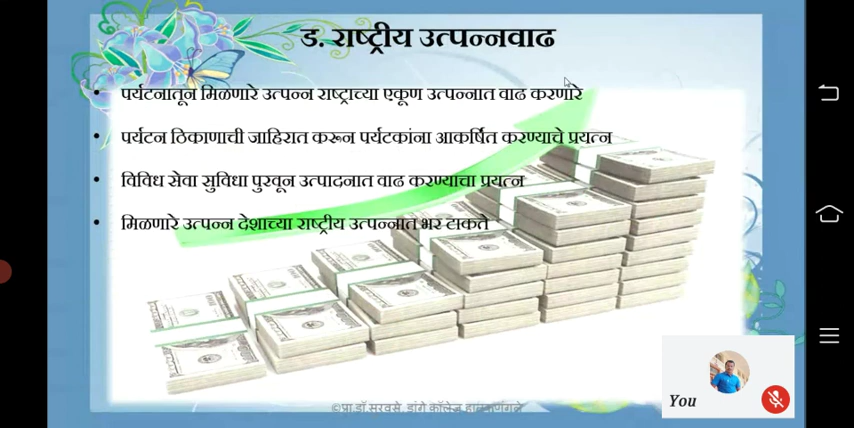 ड. राष्ट्रीय उत्पन्नवाढ
• पर्यटनातून मिळणारे उत्पन्न राष्ट्राच्या एकूण उत्पन्नात वाढ करणारे
• पर्यटन ठिकाणाची जाहिरात करून पर्यटकांना आकर्षित करण्याचे प्रयत्न
• विविध सेवा सुविधा पुरवून उत्पादनात वाढ करण्याचा प्रयत्न
• मिळणारे उत्पन्न देशाच्या राष्ट्रीय उत्पन्नात भर टाकते
©प्रा.डॉ.सरवसे, डांगे कॉलेज
You